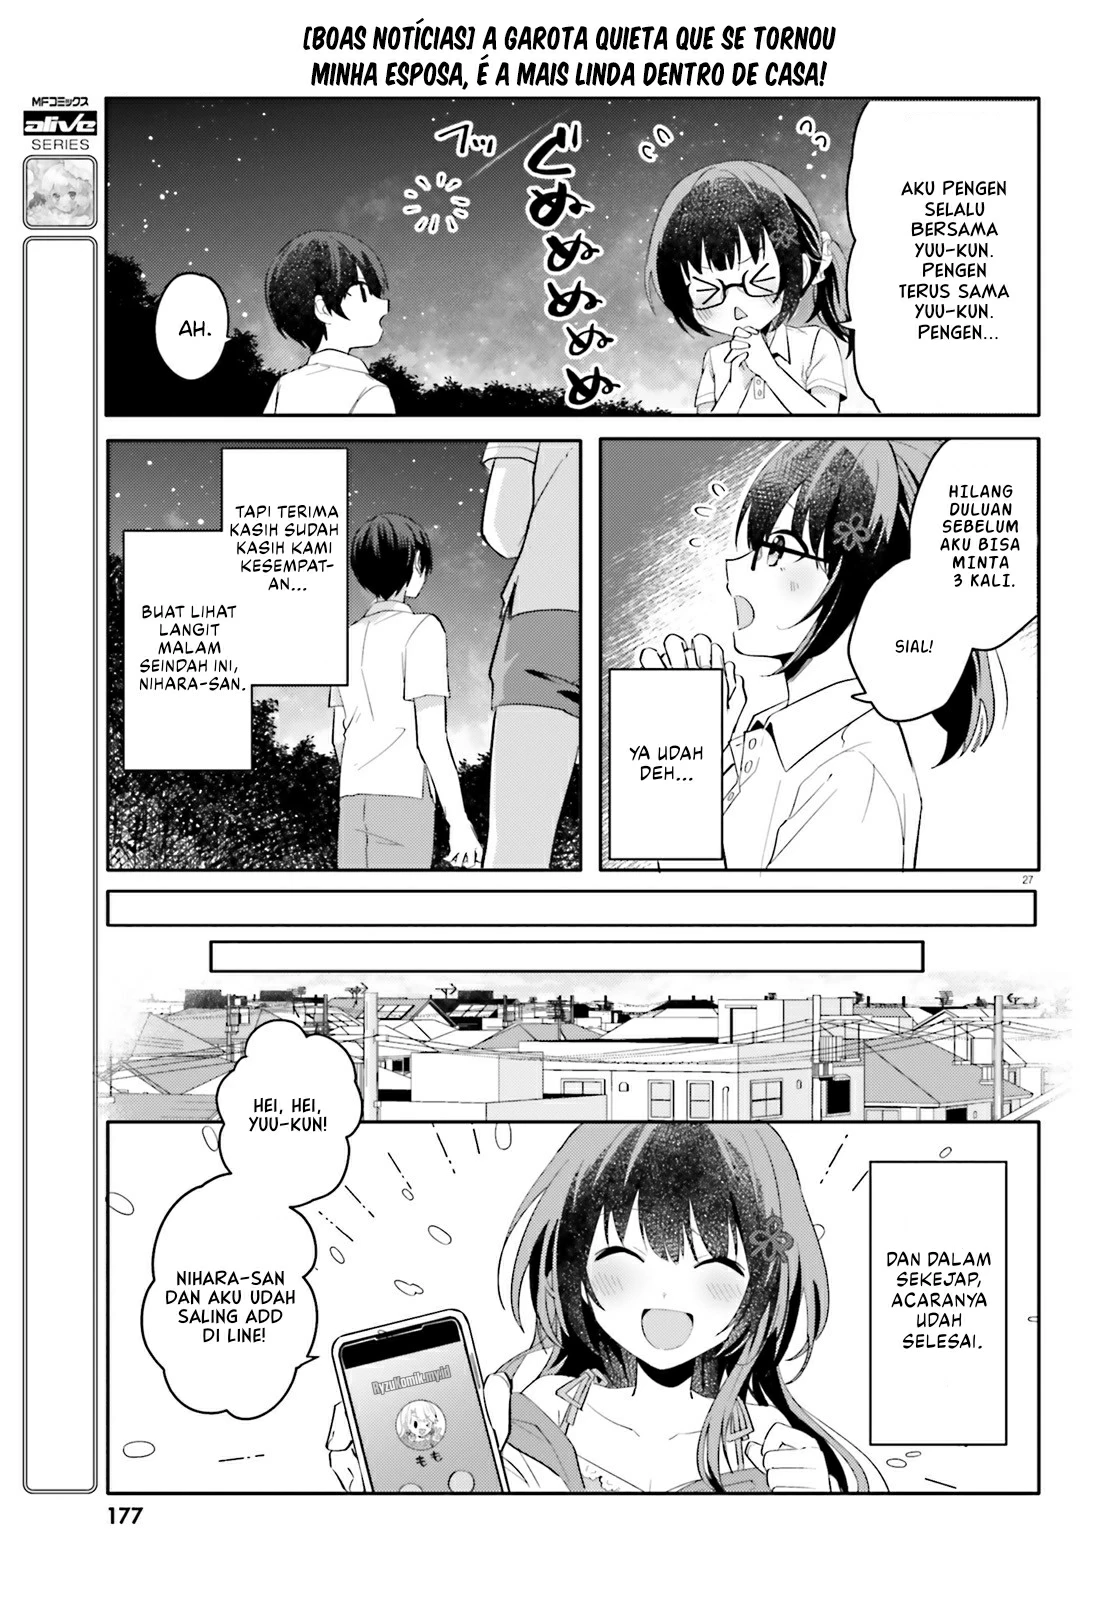 [BOAS NOTÍCIAS] A GAROTA QUIETA QUE SE TORNOU
MINHA ESPOSA, É A MAIS LINDA DENTRO DE CASA!
MFコミックス
alive
SERIES
AKU PENGEN
SELALU
BERSAMA
YUU-KUN.
PENGEN
TERUS SAMA
YUU-KUN.
PENGEN...
どぬぬぬぬぬ
フッ
AH.
HILANG
DULUAN
SEBELUM
AKU BISA
MINTA
3 KALI.
SIAL!
YA UDAH
DEH...
TAPI TERIMA
KASIH SUDAH
KASIH KAMI
KESEMPAT-
AN...
BUAT LIHAT
LANGIT
MALAM
SEINDAH INI,
NIHARA-SAN.
27
HEI, HEI,
YUU-KUN!
NIHARA-SAN
DAN AKU UDAH
SALING ADD
DI LINE!
DAN DALAM
SEKEJAP,
ACARANYA
UDAH
SELESAI.
RyzuKomik.my.id
もも
177